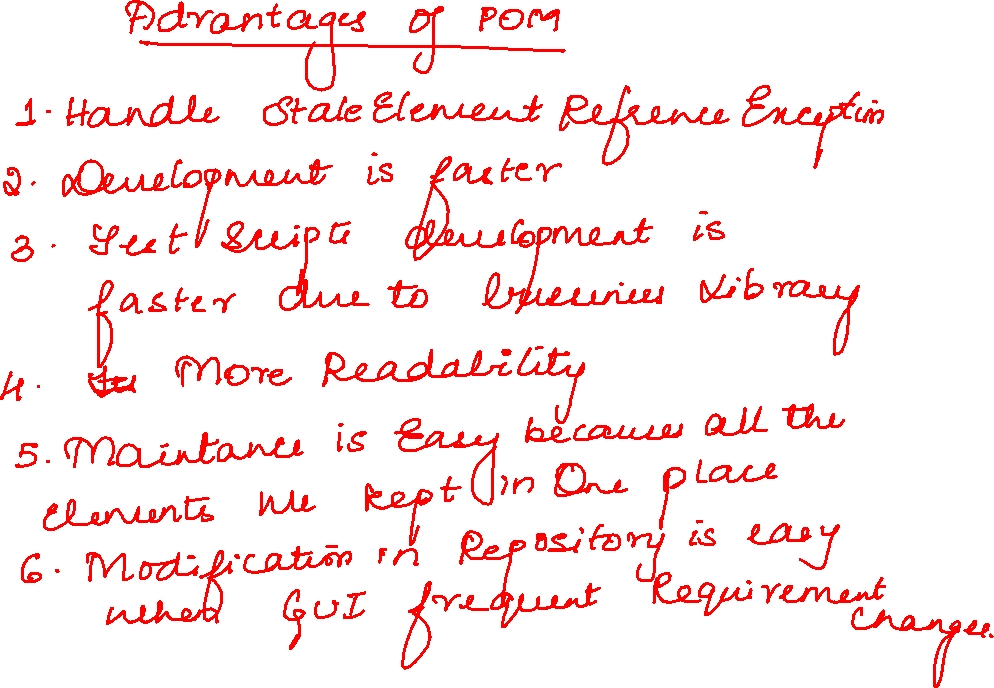 Advantages of POM
1. Handle StaleElement Refrence Exception
2. Development is faster
3. Test Scripts development is
faster due to business Library
4. More Readability
5. Maintance is Easy because all the
Elements We kept in One place
6. Modification in Repository is easy
when GUI frequent Requirement
changes.